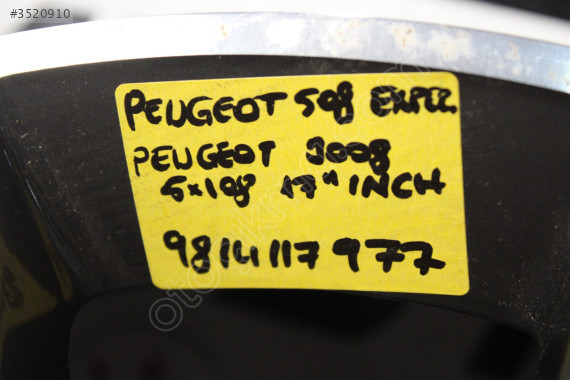 #3520910
PEUGEOT 508 EXPER.
PEUGEOT 3008
5x108 17" INCH
9814117977